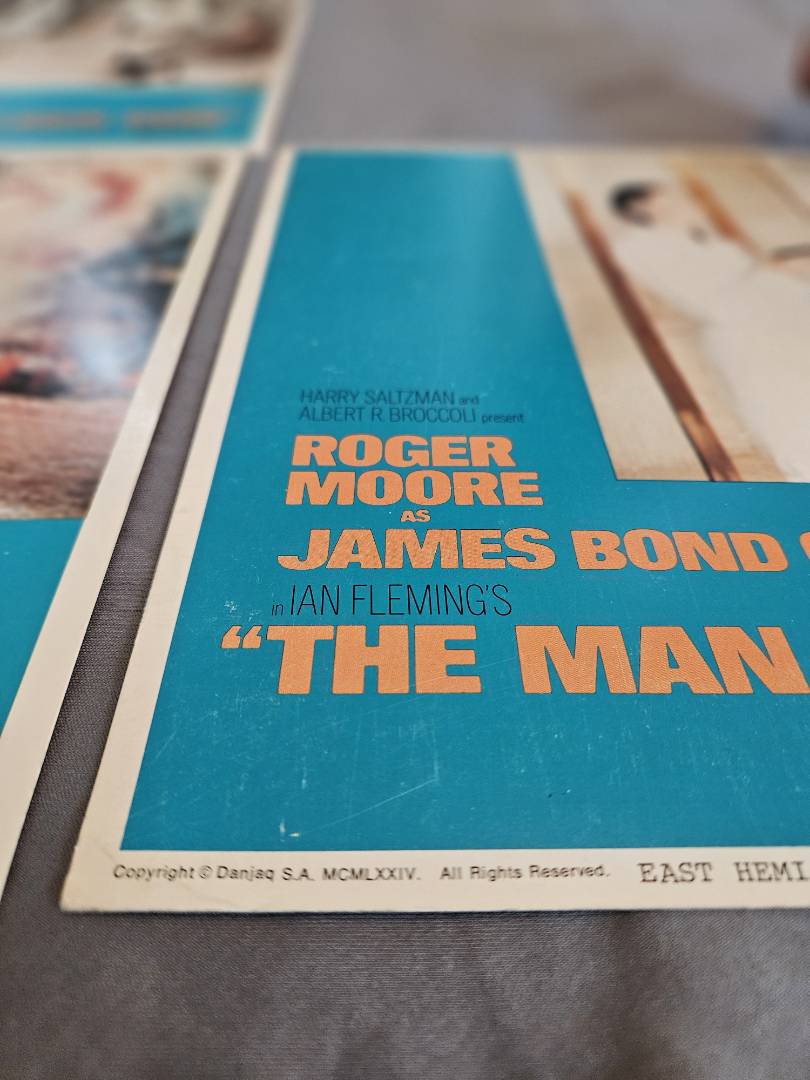 HARRY SALTZMAN and
ALBERT R. BROCCOLI present
ROGER
MOORE
AS
JAMES BOND
in IAN FLEMING'S
“THE MAN
Copyright © Danjaq S.A. MCMLXXIV. All Rights Reserved. EAST HEMI